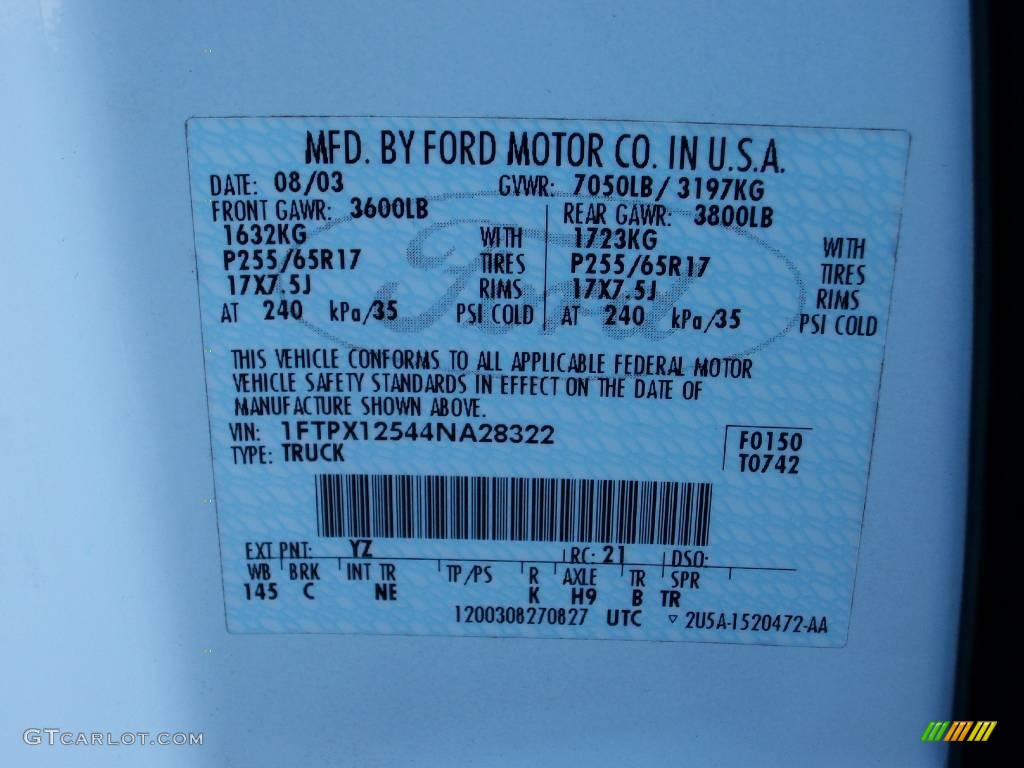 MFD. BY FORD MOTOR CO. IN U.S.A.
DATE: 08/03 GVWR: 7050LB/ 3197KG
FRONT GAWR: 3600LB REAR GAWR: 3800LB
1632KG WITH 1723KG WITH
P255/65R17 TIRES P255/65R17 TIRES
17X7.5J RIMS 17X7.5J RIMS
AT 240 kPa/35 PSI COLD AT 240 kPa/35 PSI COLD
THIS VEHICLE CONFORMS TO ALL APPLICABLE FEDERAL MOTOR
VEHICLE SAFETY STANDARDS IN EFFECT ON THE DATE OF
MANUFACTURE SHOWN ABOVE.
VIN: 1FTPX12544NA28322 F0150
TYPE: TRUCK T0742
EXT PNT: YZ RC: 21 DSO:
WB BRK INT TR TP/PS R AXLE TR SPR
145 C NE K H9 B TR
1200308270827 UTC ▿ 2U5A-1520472-AA
GTCARLOT.COM